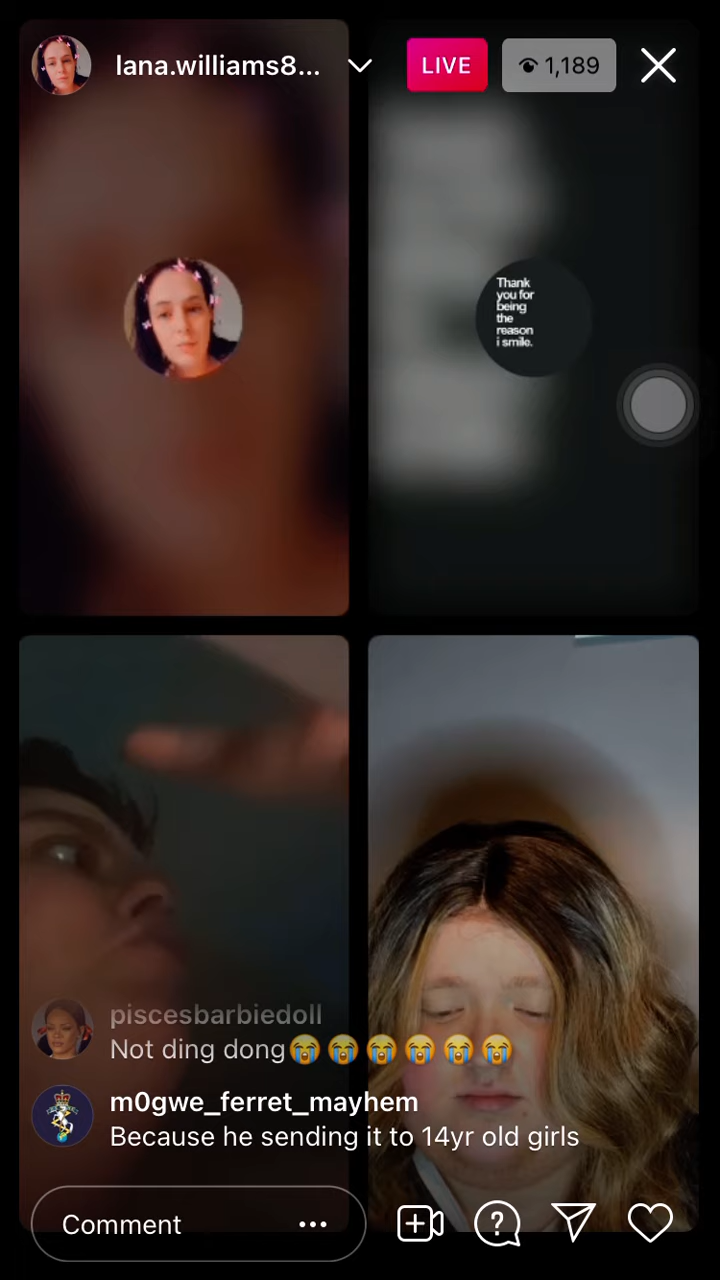 lana.williams8...
LIVE
1,189
Thank
you for
being
the
reason
i smile.
piscesbarbiedoll
Not ding dong😭😭😭😭😭😭
m0gwe_ferret_mayhem
Because he sending it to 14yr old girls
Comment